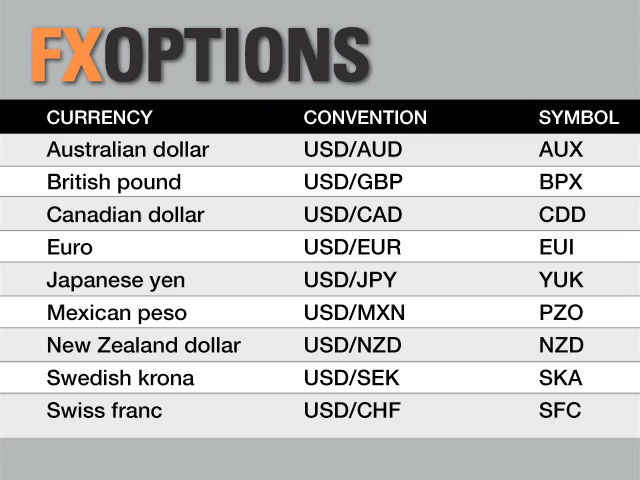 FXOPTIONS
CURRENCY CONVENTION SYMBOL
Australian dollar USD/AUD AUX
British pound USD/GBP BPX
Canadian dollar USD/CAD CDD
Euro USD/EUR EUI
Japanese yen USD/JPY YUK
Mexican peso USD/MXN PZO
New Zealand dollar USD/NZD NZD
Swedish krona USD/SEK SKA
Swiss franc USD/CHF SFC